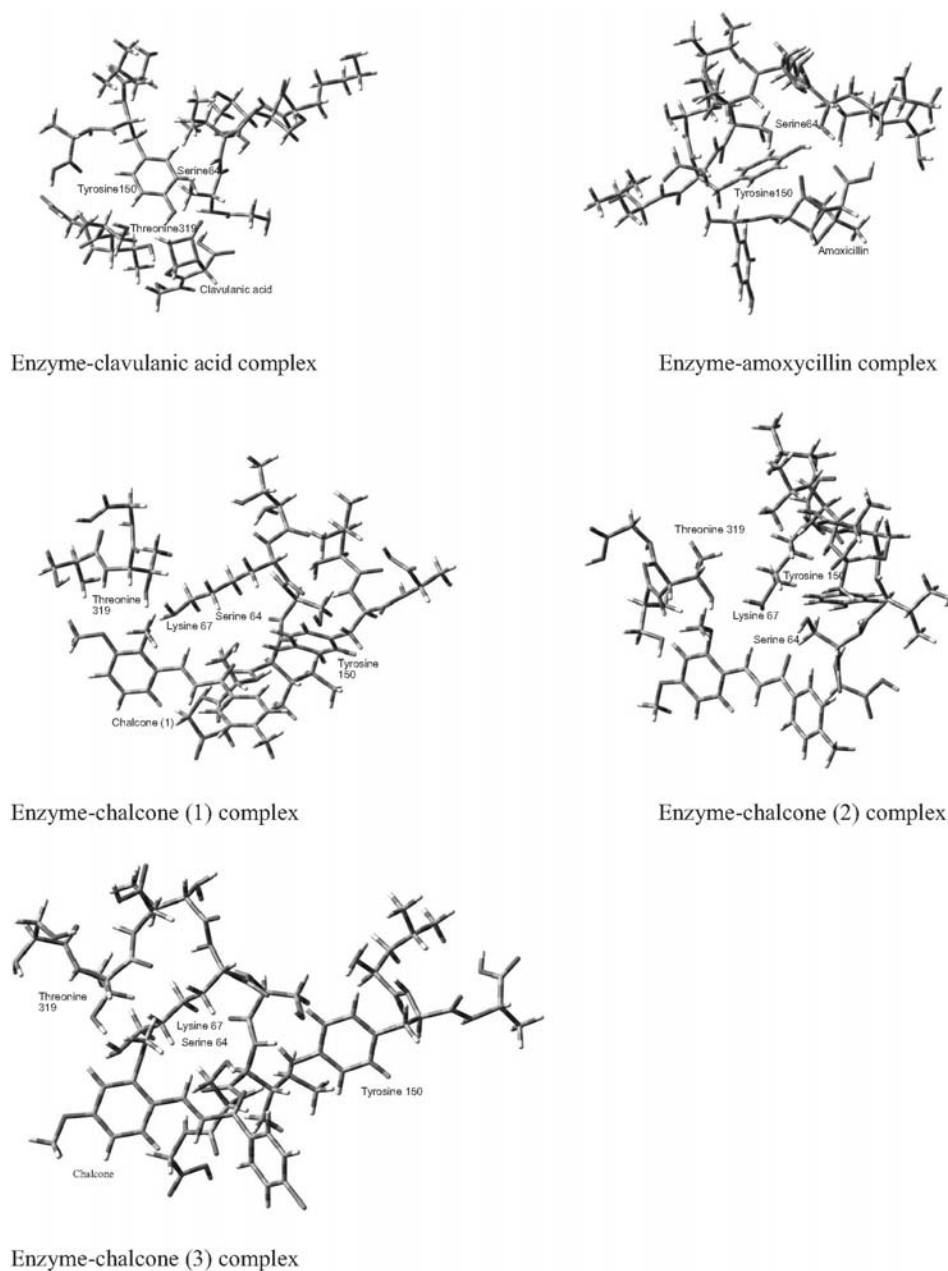 Tyrosine150
Serine64
Threonine319
Clavulanic acid
Enzyme-clavulanic acid complex
Serine64
Tyrosine150
Amoxicillin
Enzyme-amoxycillin complex
Threonine
319
Lysine 67
Serine 64
Tyrosine
150
Chalcone (1)
Enzyme-chalcone (1) complex
Threonine 319
Tyrosine 150
Lysine 67
Serine 64
Enzyme-chalcone (2) complex
Threonine
319
Lysine 67
Serine 64
Tyrosine 150
Chalcone
Enzyme-chalcone (3) complex